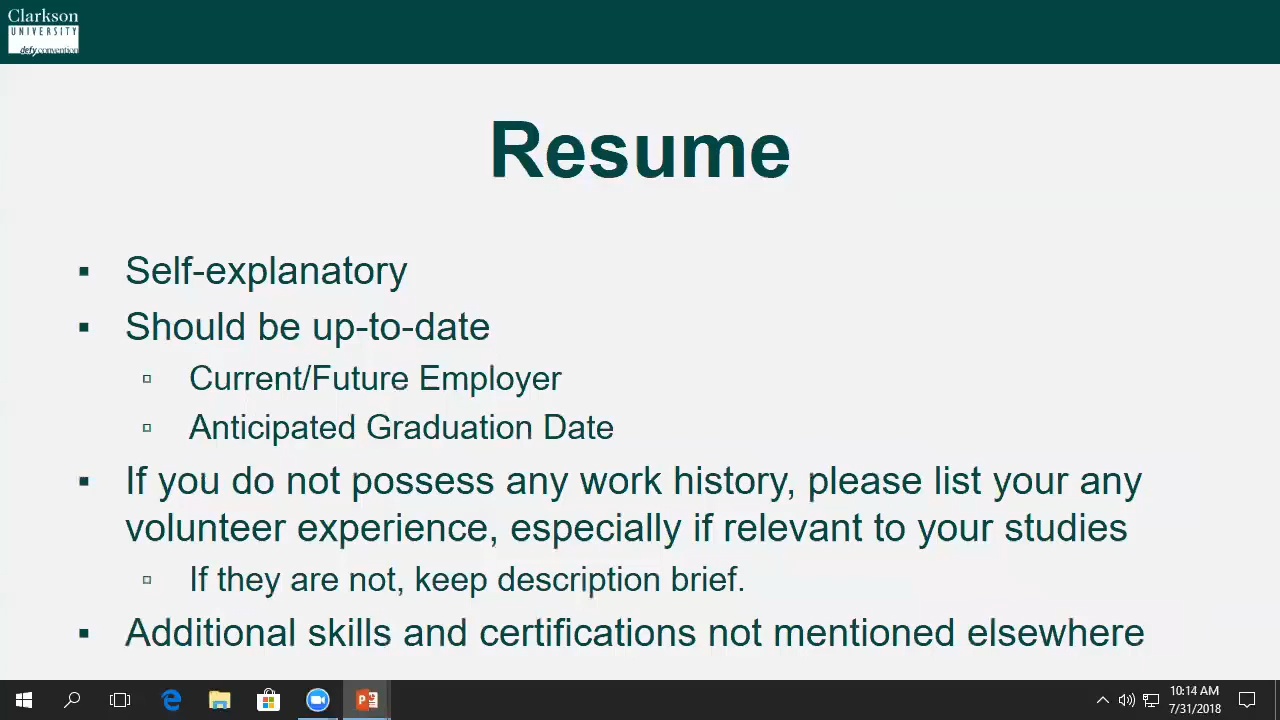 Clarkson
UNIVERSITY
defy convention
Resume
▪ Self-explanatory
▪ Should be up-to-date
▫ Current/Future Employer
▫ Anticipated Graduation Date
▪ If you do not possess any work history, please list your any
volunteer experience, especially if relevant to your studies
▫ If they are not, keep description brief.
▪ Additional skills and certifications not mentioned elsewhere
10:14 AM
7/31/2018